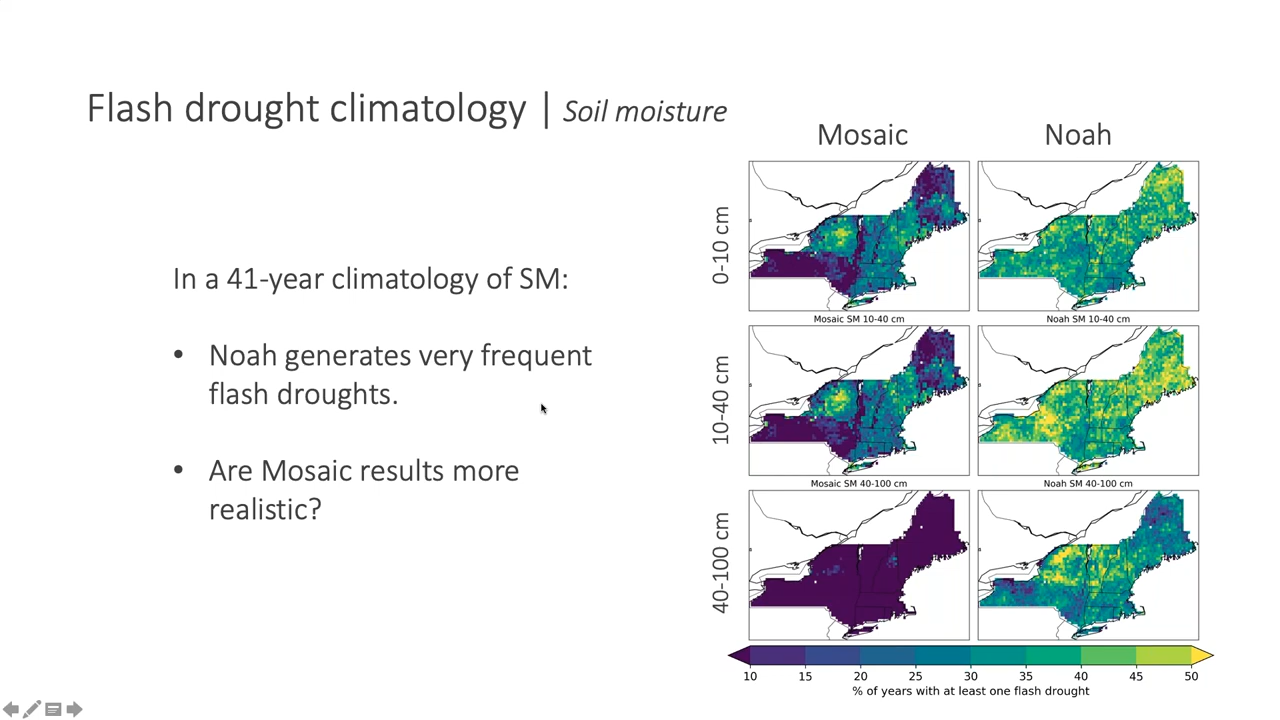 Flash drought climatology | Soil moisture
Mosaic
Noah
In a 41-year climatology of SM:
• Noah generates very frequent
flash droughts.
• Are Mosaic results more
realistic?
0-10 cm
Mosaic SM 10-40 cm
Noah SM 10-40 cm
10-40 cm
Mosaic SM 40-100 cm
Noah SM 40-100 cm
40-100 cm
10 15 20 25 30 35 40 45 50
% of years with at least one flash drought